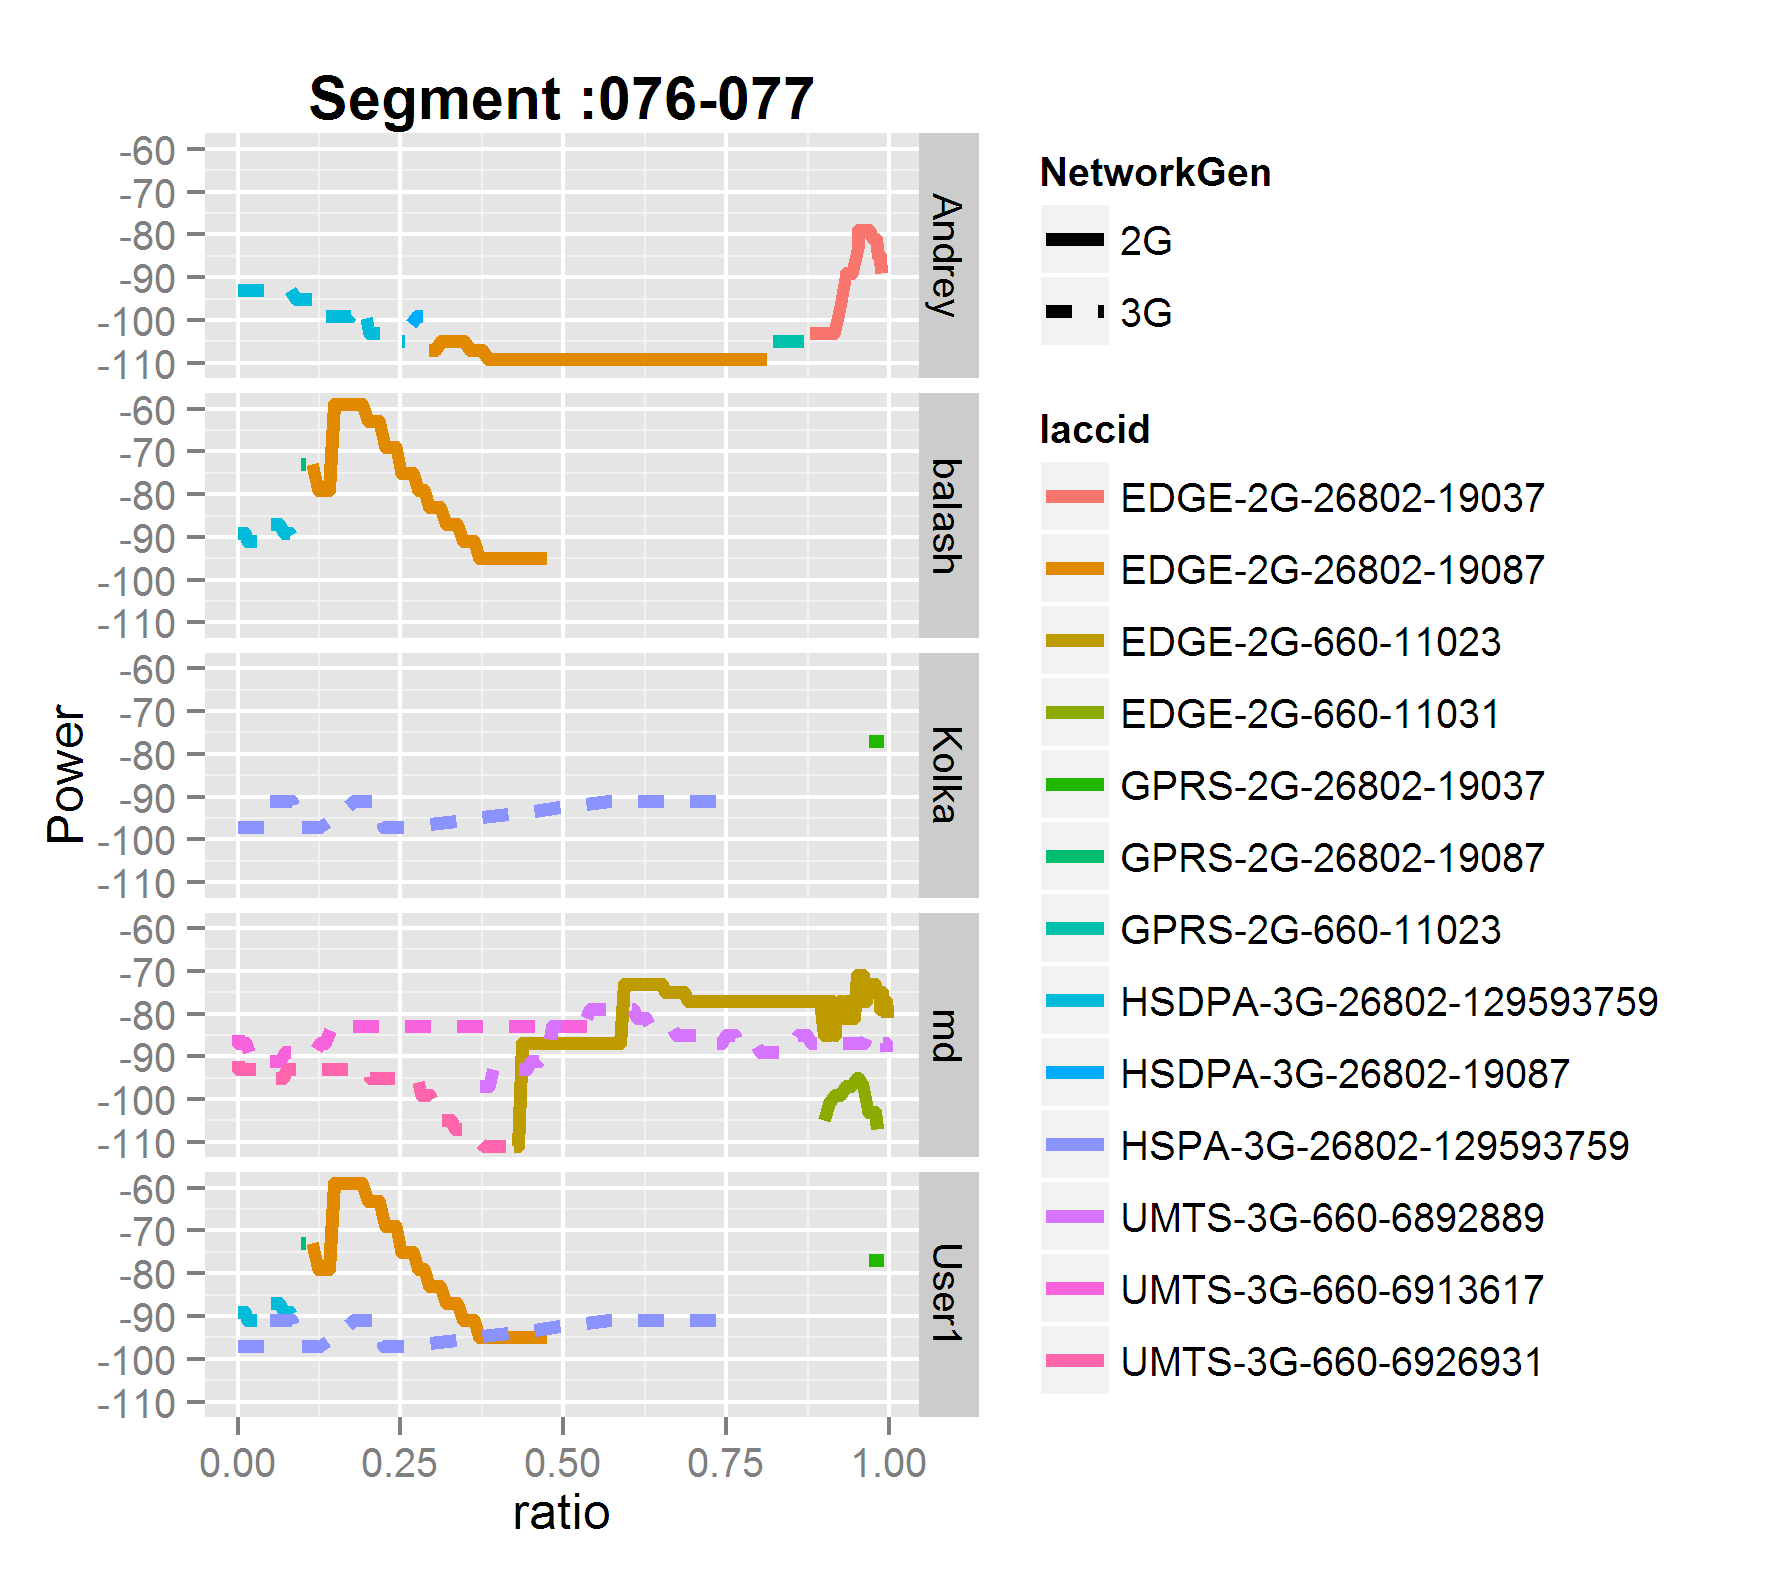 Segment :076-077
-60
-70
-80
-90
-100
-110
Andrey
-60
-70
-80
-90
-100
-110
balash
-60
-70
-80
-90
-100
-110
Kolka
-60
-70
-80
-90
-100
-110
md
-60
-70
-80
-90
-100
-110
User1
0.00 0.25 0.50 0.75 1.00
ratio
Power
NetworkGen
2G
3G
laccid
EDGE-2G-26802-19037
EDGE-2G-26802-19087
EDGE-2G-660-11023
EDGE-2G-660-11031
GPRS-2G-26802-19037
GPRS-2G-26802-19087
GPRS-2G-660-11023
HSDPA-3G-26802-129593759
HSDPA-3G-26802-19087
HSPA-3G-26802-129593759
UMTS-3G-660-6892889
UMTS-3G-660-6913617
UMTS-3G-660-6926931